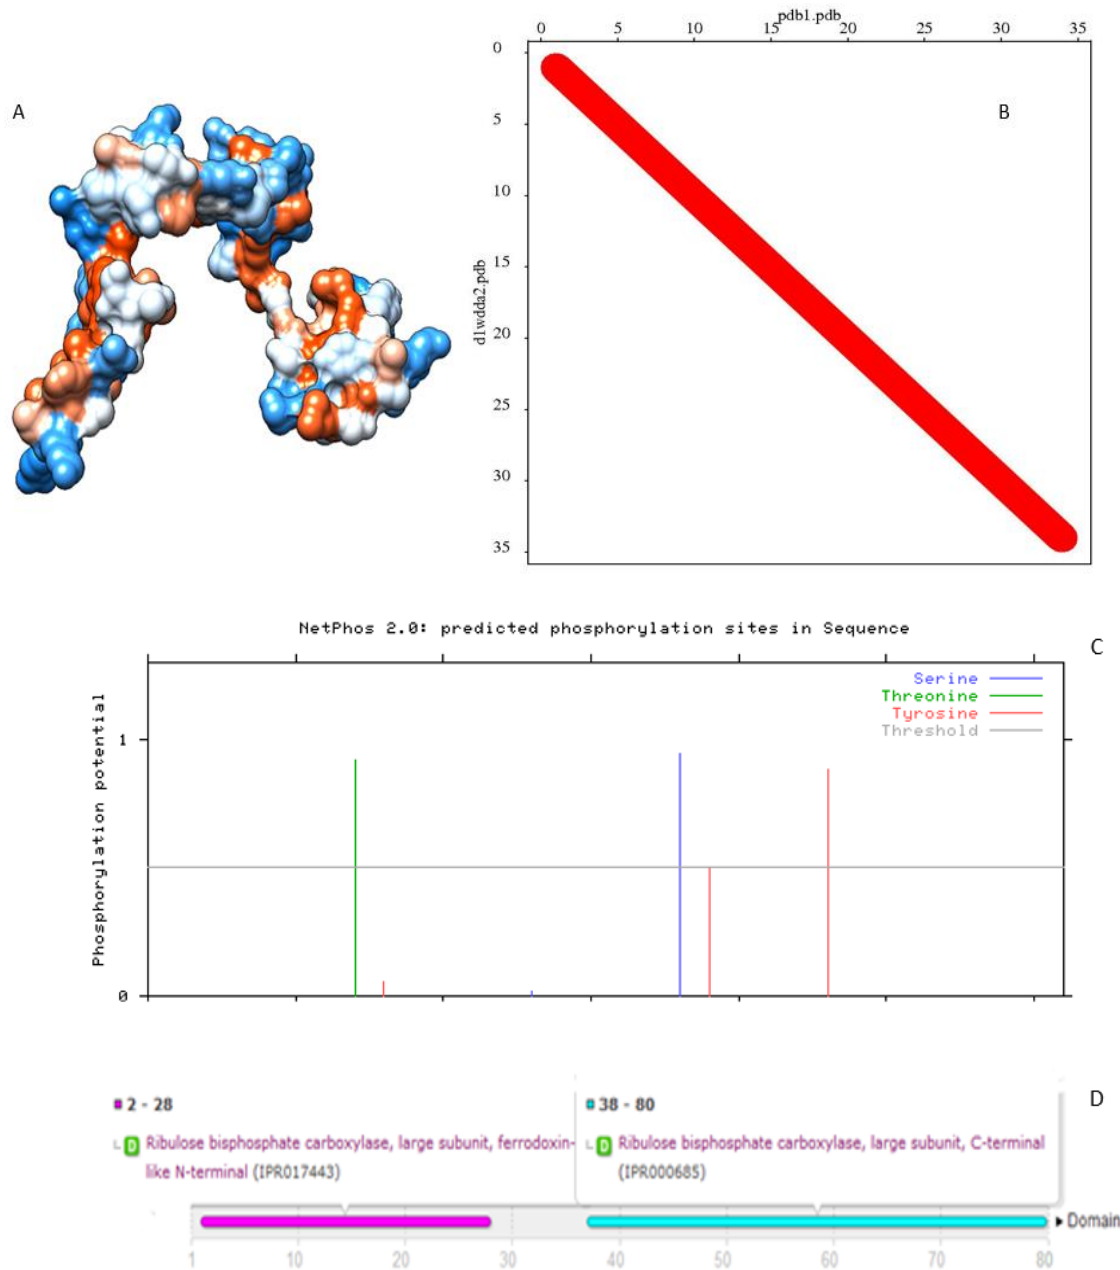 A
pdb1.pdb
0 5 10 15 20 25 30 35
B
d1wdda2.pdb
0
5
10
15
20
25
30
35
NetPhos 2.0: predicted phosphorylation sites in Sequence
C
Serine
Threonine
Tyrosine
Threshold
Phosphorylation potential
1
0
D
2 - 28
D Ribulose bisphosphate carboxylase, large subunit, ferrodoxin-
like N-terminal (IPR017443)
38 - 80
D Ribulose bisphosphate carboxylase, large subunit, C-terminal
(IPR000685)
Domain
1 10 20 30 40 50 60 70 80